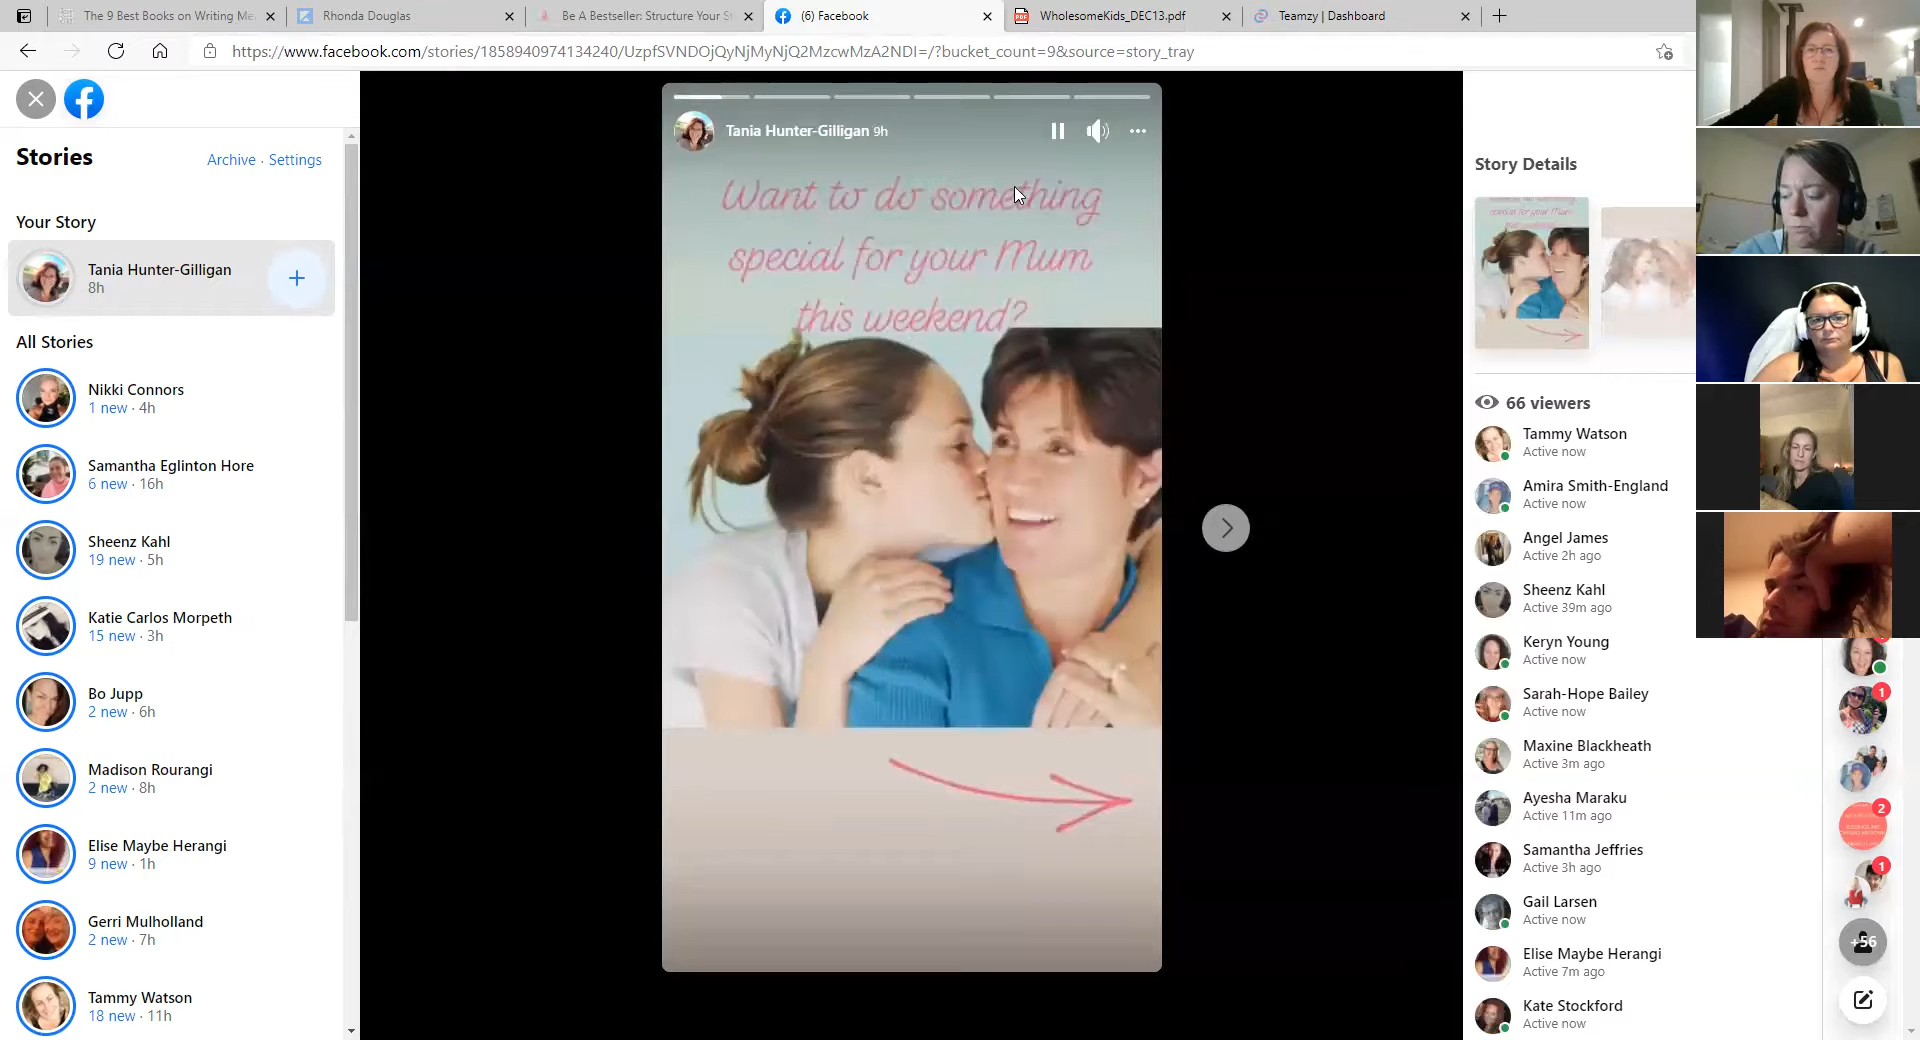 The 9 Best Books on Writing Me
Rhonda Douglas
Be A Bestseller: Structure Your S
(6) Facebook
PDF
WholesomeKids_DEC13.pdf
Teamzy | Dashboard
https://www.facebook.com/stories/1858940974134240/UzpfSVNDOjQyNjMyNjQ2MzcwMzA2NDI=/?bucket_count=9&source=story_tray
Stories
Archive · Settings
Your Story
Tania Hunter-Gilligan
8h
All Stories
Nikki Connors
1 new · 4h
Samantha Eglinton Hore
6 new · 16h
Sheenz Kahl
19 new · 5h
Katie Carlos Morpeth
15 new · 3h
Bo Jupp
2 new · 6h
Madison Rourangi
2 new · 8h
Elise Maybe Herangi
9 new · 1h
Gerri Mulholland
2 new · 7h
Tammy Watson
18 new · 11h
Tania Hunter-Gilligan 9h
Want to do something
special for your Mum
this weekend?
Story Details
special for your Mum
66 viewers
Tammy Watson
Active now
Amira Smith-England
Active now
Angel James
Active 2h ago
Sheenz Kahl
Active 39m ago
Keryn Young
Active now
Sarah-Hope Bailey
Active now
Maxine Blackheath
Active 3m ago
Ayesha Maraku
Active 11m ago
Samantha Jeffries
Active 3h ago
Gail Larsen
Active now
Elise Maybe Herangi
Active 7m ago
Kate Stockford
Active now
1
2
1
+56